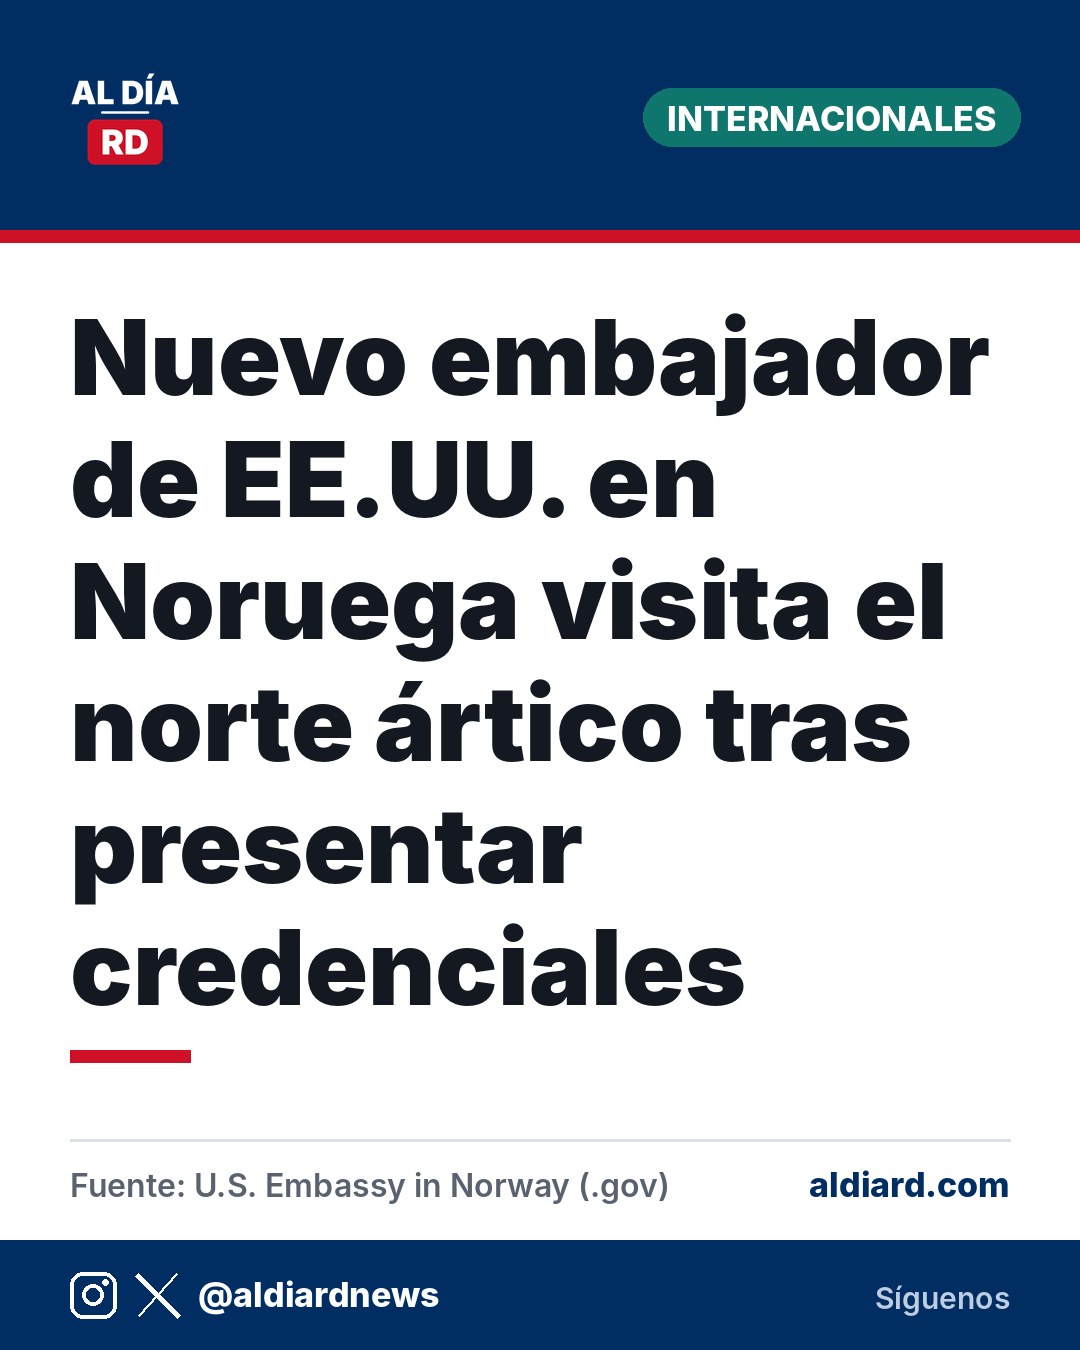 AL DÍA
RD
INTERNACIONALES
Nuevo embajador
de EE.UU. en
Noruega visita el
norte ártico tras
presentar
credenciales
Fuente: U.S. Embassy in Norway (.gov)
aldiard.com
@aldiardnews
Síguenos